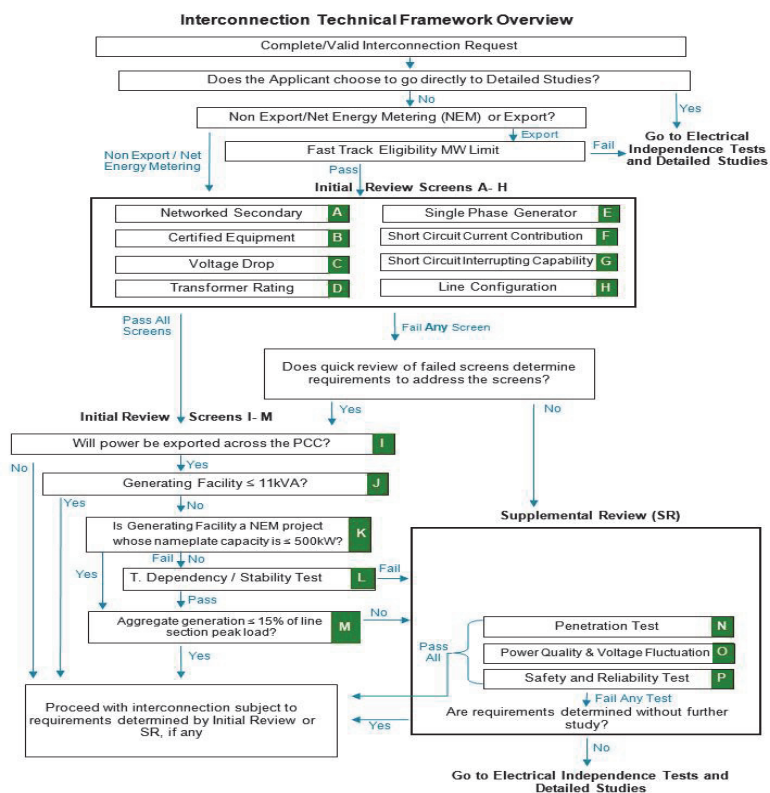 Interconnection Technical Framework Overview
Complete/Valid Interconnection Request
Does the Applicant choose to go directly to Detailed Studies?
No
Yes
Non Export/Net Energy Metering (NEM) or Export?
Export
Go to Electrical
Independence Tests
and Detailed Studies
Non Export / Net
Energy Metering
Fast Track Eligibility MW Limit
Fail
Pass
Initial Review Screens A- H
Networked Secondary A
Certified Equipment B
Voltage Drop C
Transformer Rating D
Single Phase Generator E
Short Circuit Current Contribution F
Short Circuit Interrupting Capability G
Line Configuration H
Pass All
Screens
Fail Any Screen
Does quick review of failed screens determine
requirements to address the screens?
Yes
No
Initial Review Screens I- M
Will power be exported across the PCC? I
No
Yes
Generating Facility ≤ 11kVA? J
Yes
No
Is Generating Facility a NEM project
whose nameplate capacity is ≤ 500kW? K
Yes
Fail No
T. Dependency / Stability Test L
Fail
Pass
Aggregate generation ≤ 15% of line
section peak load? M
No
Yes
Supplemental Review (SR)
Penetration Test N
Power Quality & Voltage Fluctuation O
Safety and Reliability Test P
Pass
All
Fail Any Test
Are requirements determined without further
study?
Yes
No
Proceed with interconnection subject to
requirements determined by Initial Review or
SR, if any
Go to Electrical Independence Tests and
Detailed Studies